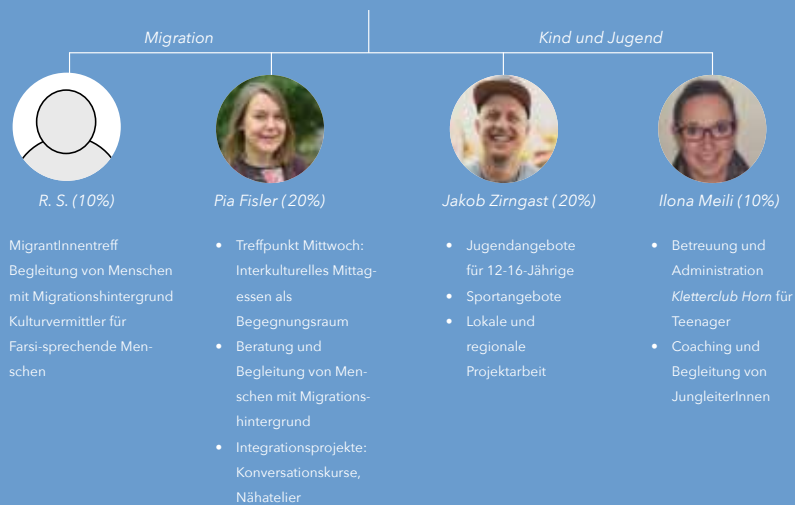 Migration
Kind und Jugend
R. S. (10%)
MigrantInnentreff
Begleitung von Menschen
mit Migrationshintergrund
Kulturvermittler für
Farsi-sprechende Men-
schen
Pia Fisler (20%)
• Treffpunkt Mittwoch:
Interkulturelles Mittag-
essen als
Begegnungsraum
• Beratung und
Begleitung von Men-
schen mit Migrations-
hintergrund
• Integrationsprojekte:
Konversationskurse,
Nähatelier
Jakob Zirngast (20%)
• Jugendangebote
für 12-16-Jährige
• Sportangebote
• Lokale und
regionale
Projektarbeit
Ilona Meili (10%)
• Betreuung und
Administration
Kletterclub Horn für
Teenager
• Coaching und
Begleitung von
JungleiterInnen